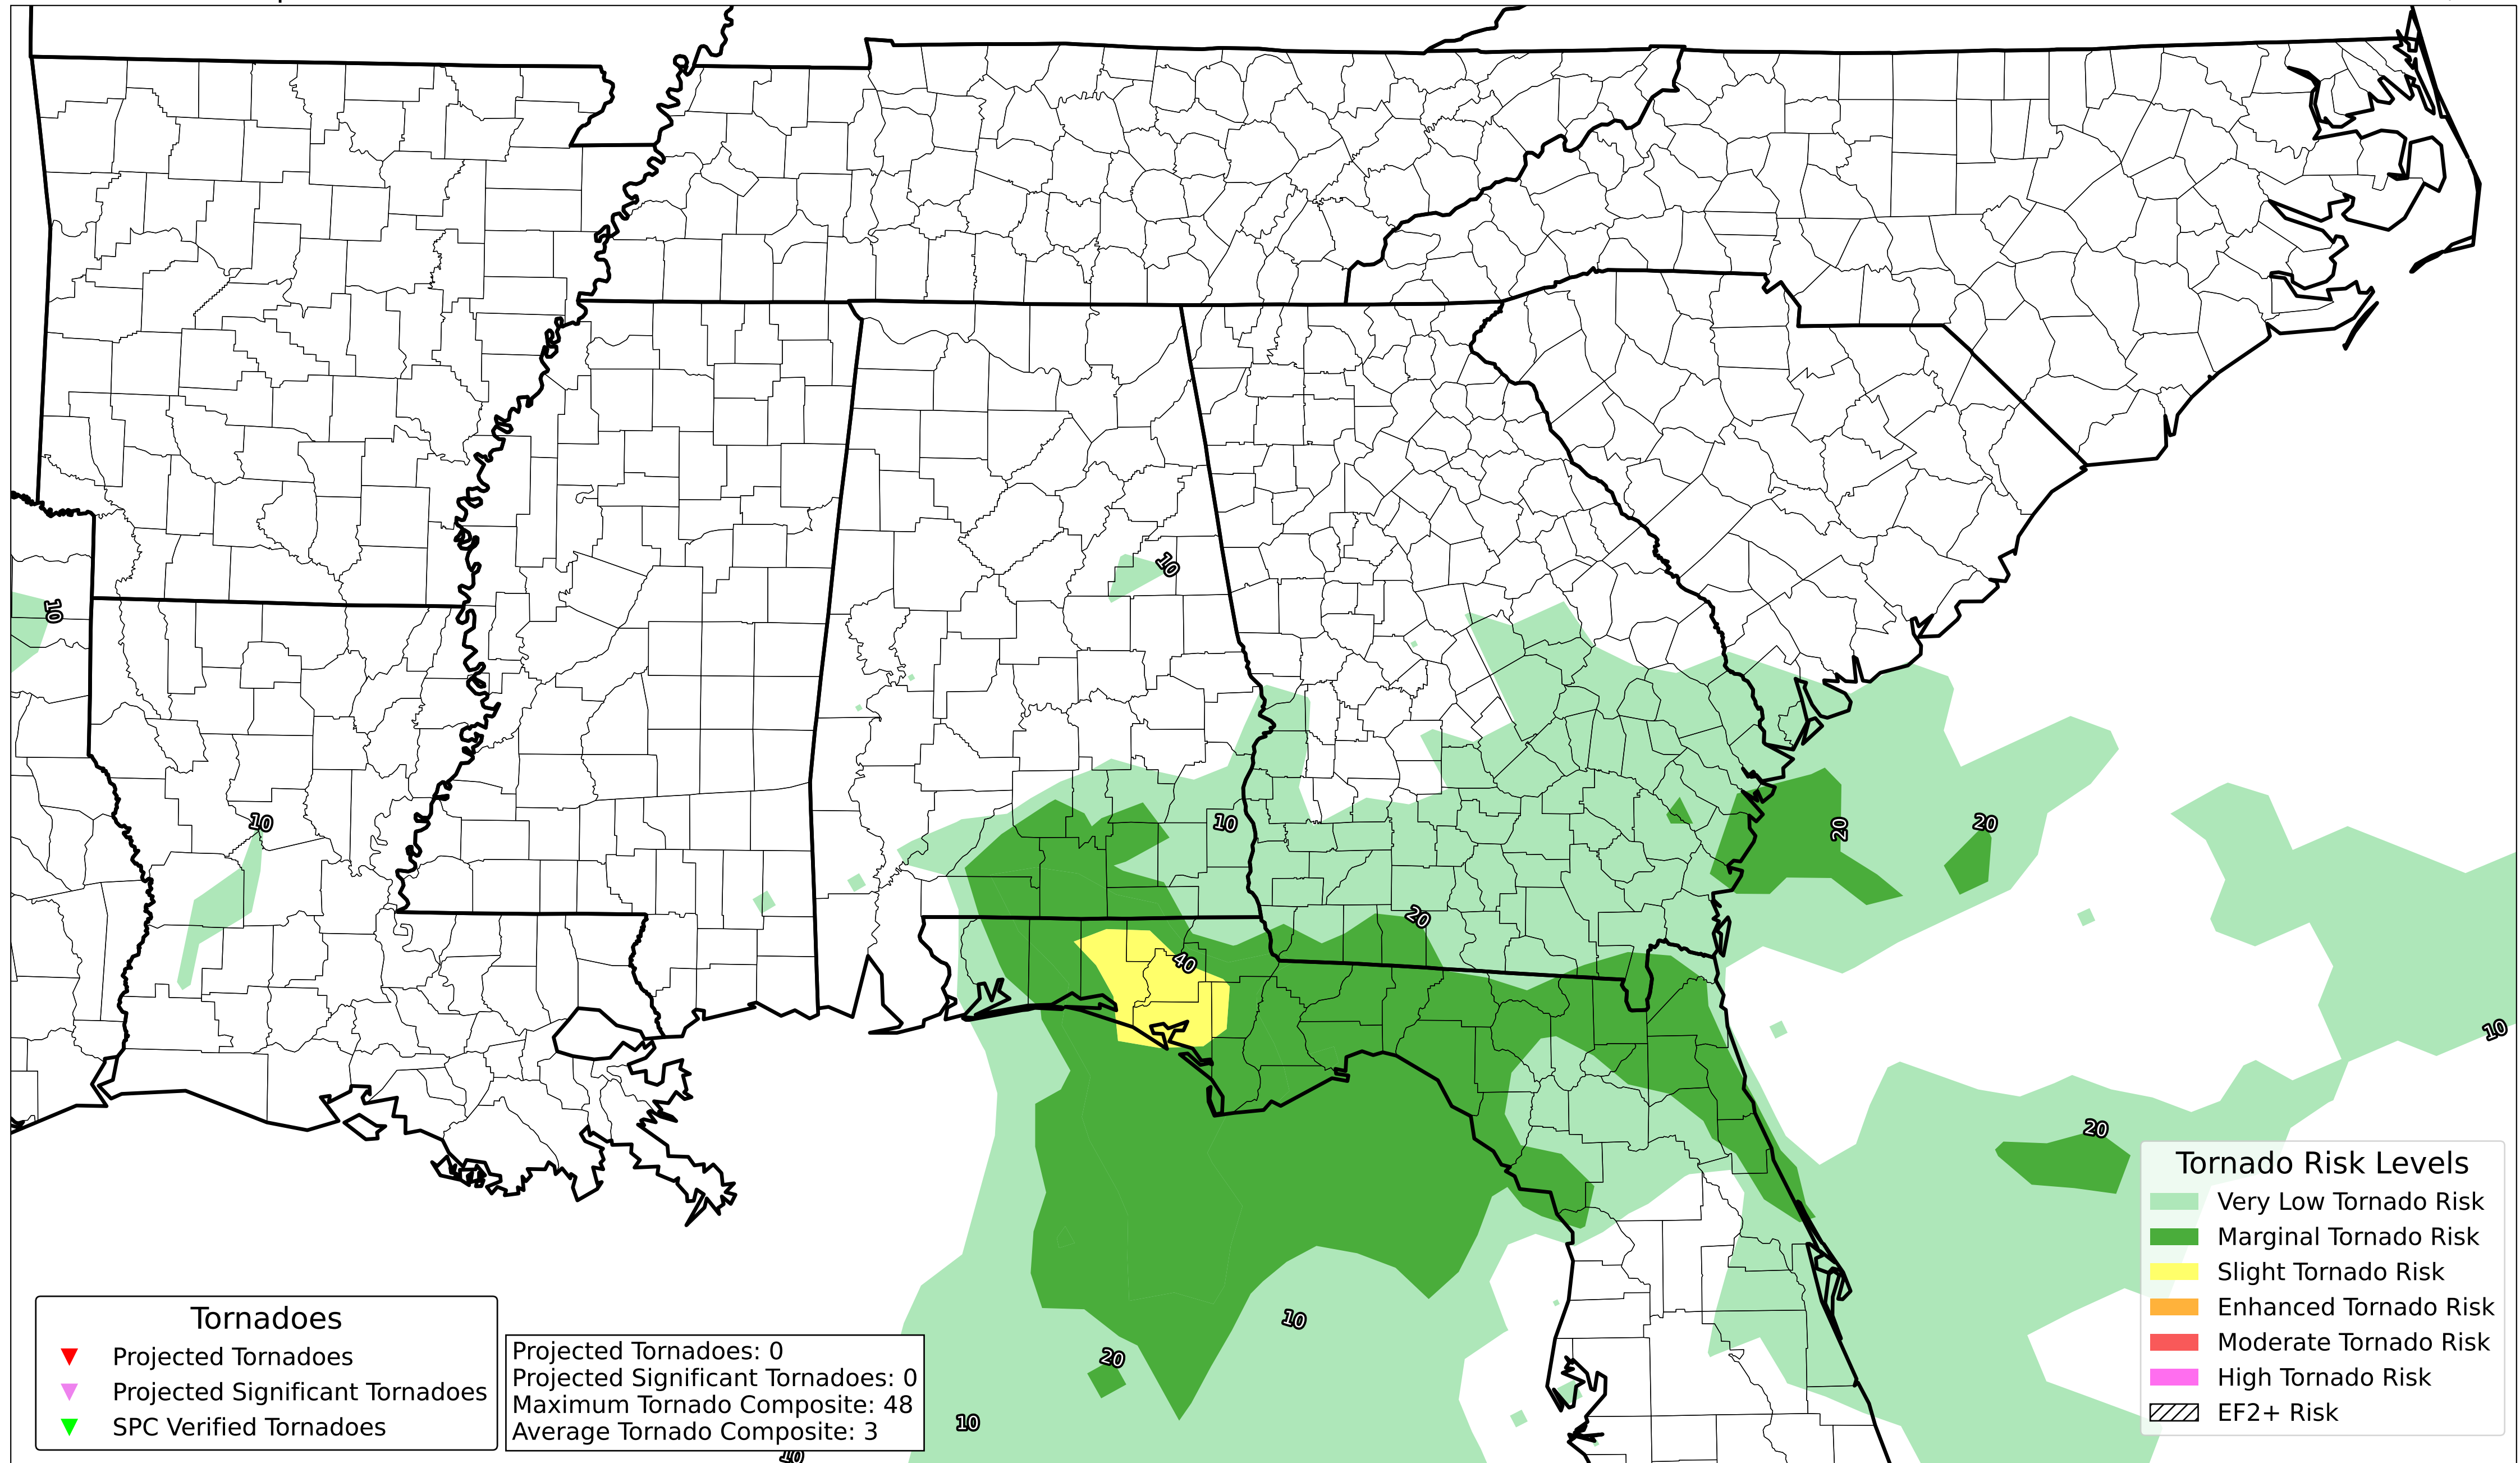 10
10
10
10
20
20
20
40
10
20
10
20
10
10
Tornado Risk Levels
Very Low Tornado Risk
Marginal Tornado Risk
Slight Tornado Risk
Enhanced Tornado Risk
Moderate Tornado Risk
High Tornado Risk
EF2+ Risk
Tornadoes
Projected Tornadoes
Projected Significant Tornadoes
SPC Verified Tornadoes
Projected Tornadoes: 0
Projected Significant Tornadoes: 0
Maximum Tornado Composite: 48
Average Tornado Composite: 3